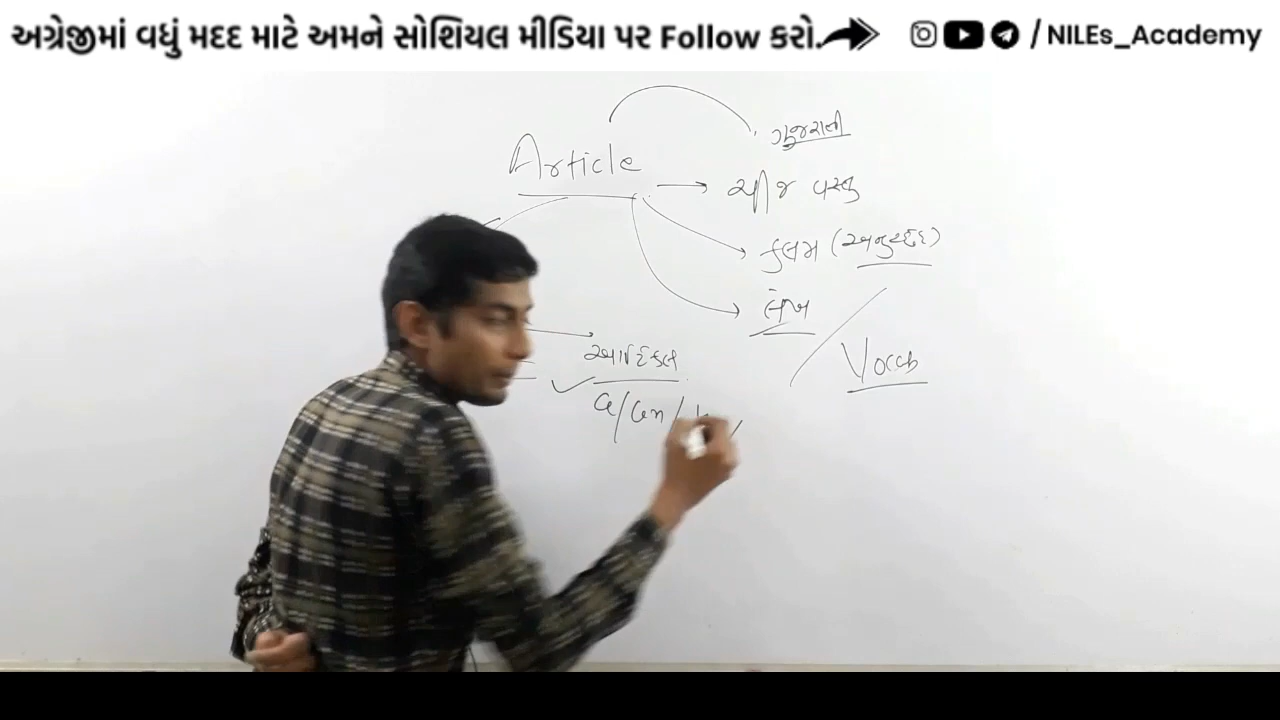 અગ્રેજીમાં વધું મદદ માટે અમને સોશિયલ મીડિયા પર Follow કરો. / NILEs_Academy
ગુજરાતી
Article
ચીજ વસ્તુ
કલમ (અનુચ્છેદ)
લેખ
આર્ટિકલ
Vocab
a/an/